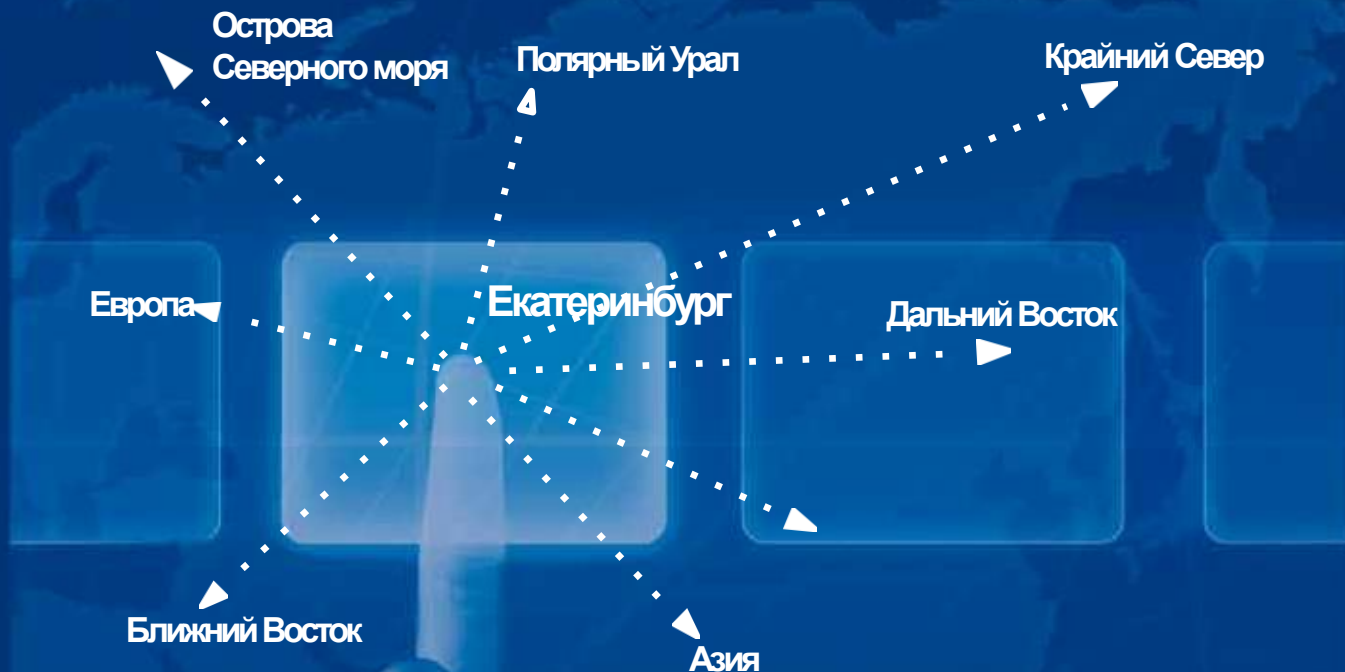 Острова
Северного моря
Полярный Урал
Крайний Север
Европа
Екатеринбург
Дальний Восток
Ближний Восток
Азия